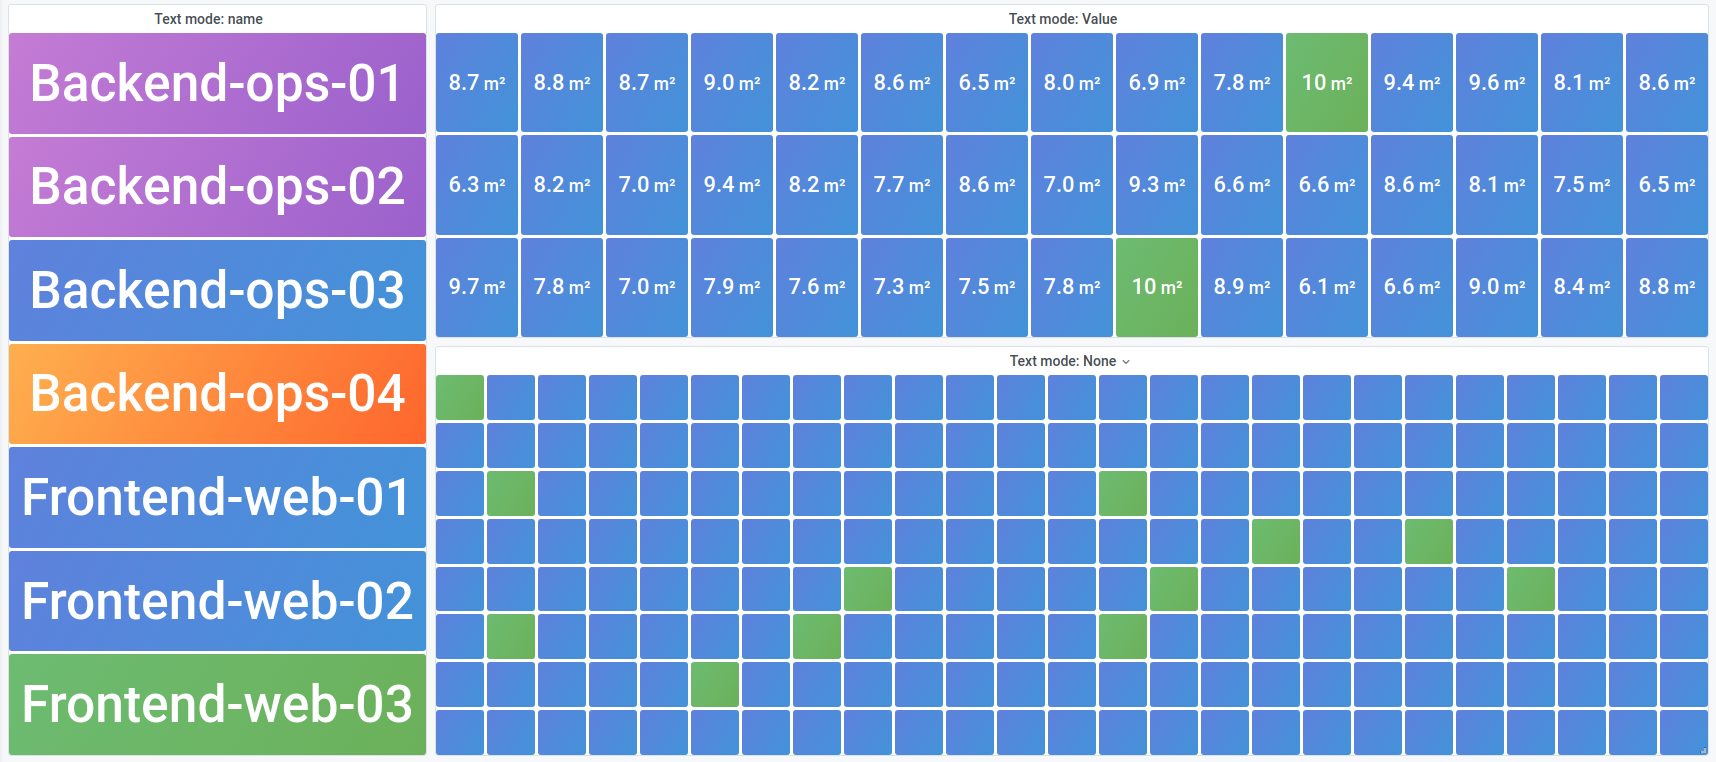 Text mode: name
Backend-ops-01
Backend-ops-02
Backend-ops-03
Backend-ops-04
Frontend-web-01
Frontend-web-02
Frontend-web-03
Text mode: Value
8.7 m² 8.8 m² 8.7 m² 9.0 m² 8.2 m² 8.6 m² 6.5 m² 8.0 m² 6.9 m² 7.8 m² 10 m² 9.4 m² 9.6 m² 8.1 m² 8.6 m²
6.3 m² 8.2 m² 7.0 m² 9.4 m² 8.2 m² 7.7 m² 8.6 m² 7.0 m² 9.3 m² 6.6 m² 6.6 m² 8.6 m² 8.1 m² 7.5 m² 6.5 m²
9.7 m² 7.8 m² 7.0 m² 7.9 m² 7.6 m² 7.3 m² 7.5 m² 7.8 m² 10 m² 8.9 m² 6.1 m² 6.6 m² 9.0 m² 8.4 m² 8.8 m²
Text mode: None